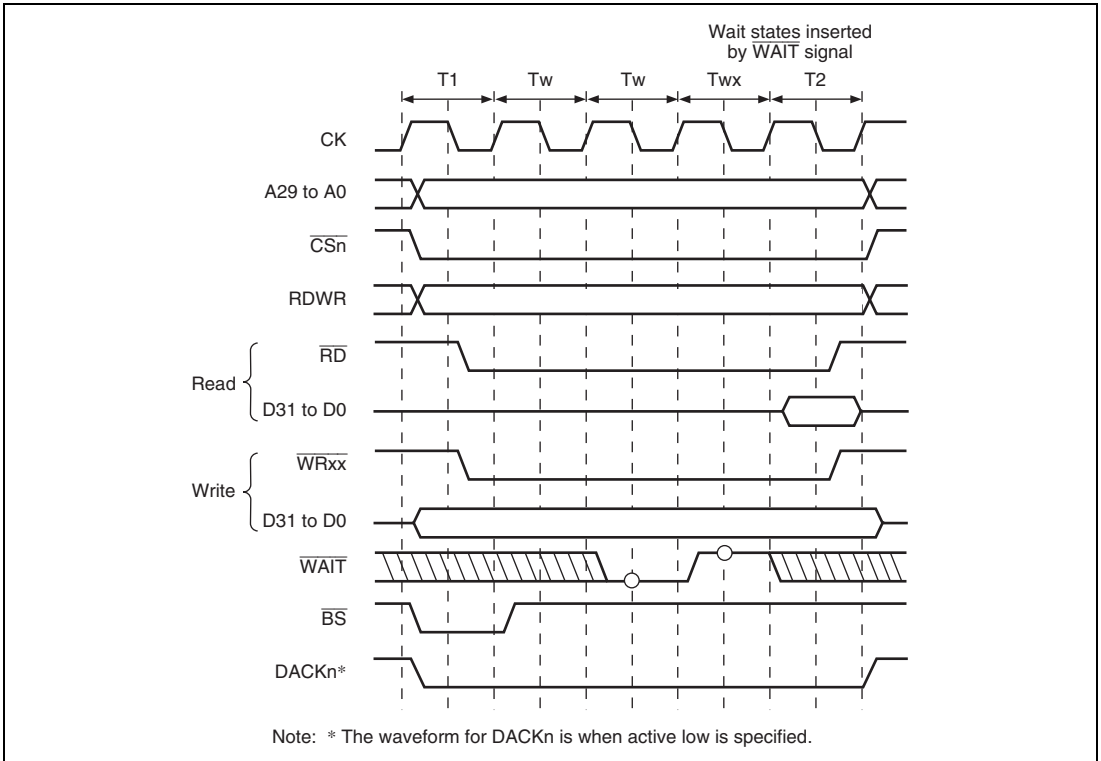 Wait states inserted
by WAIT signal
T1 Tw Tw Twx T2
CK
A29 to A0
CSn
RDWR
RD
Read
D31 to D0
WRxx
Write
D31 to D0
WAIT
BS
DACKn*
Note: * The waveform for DACKn is when active low is specified.